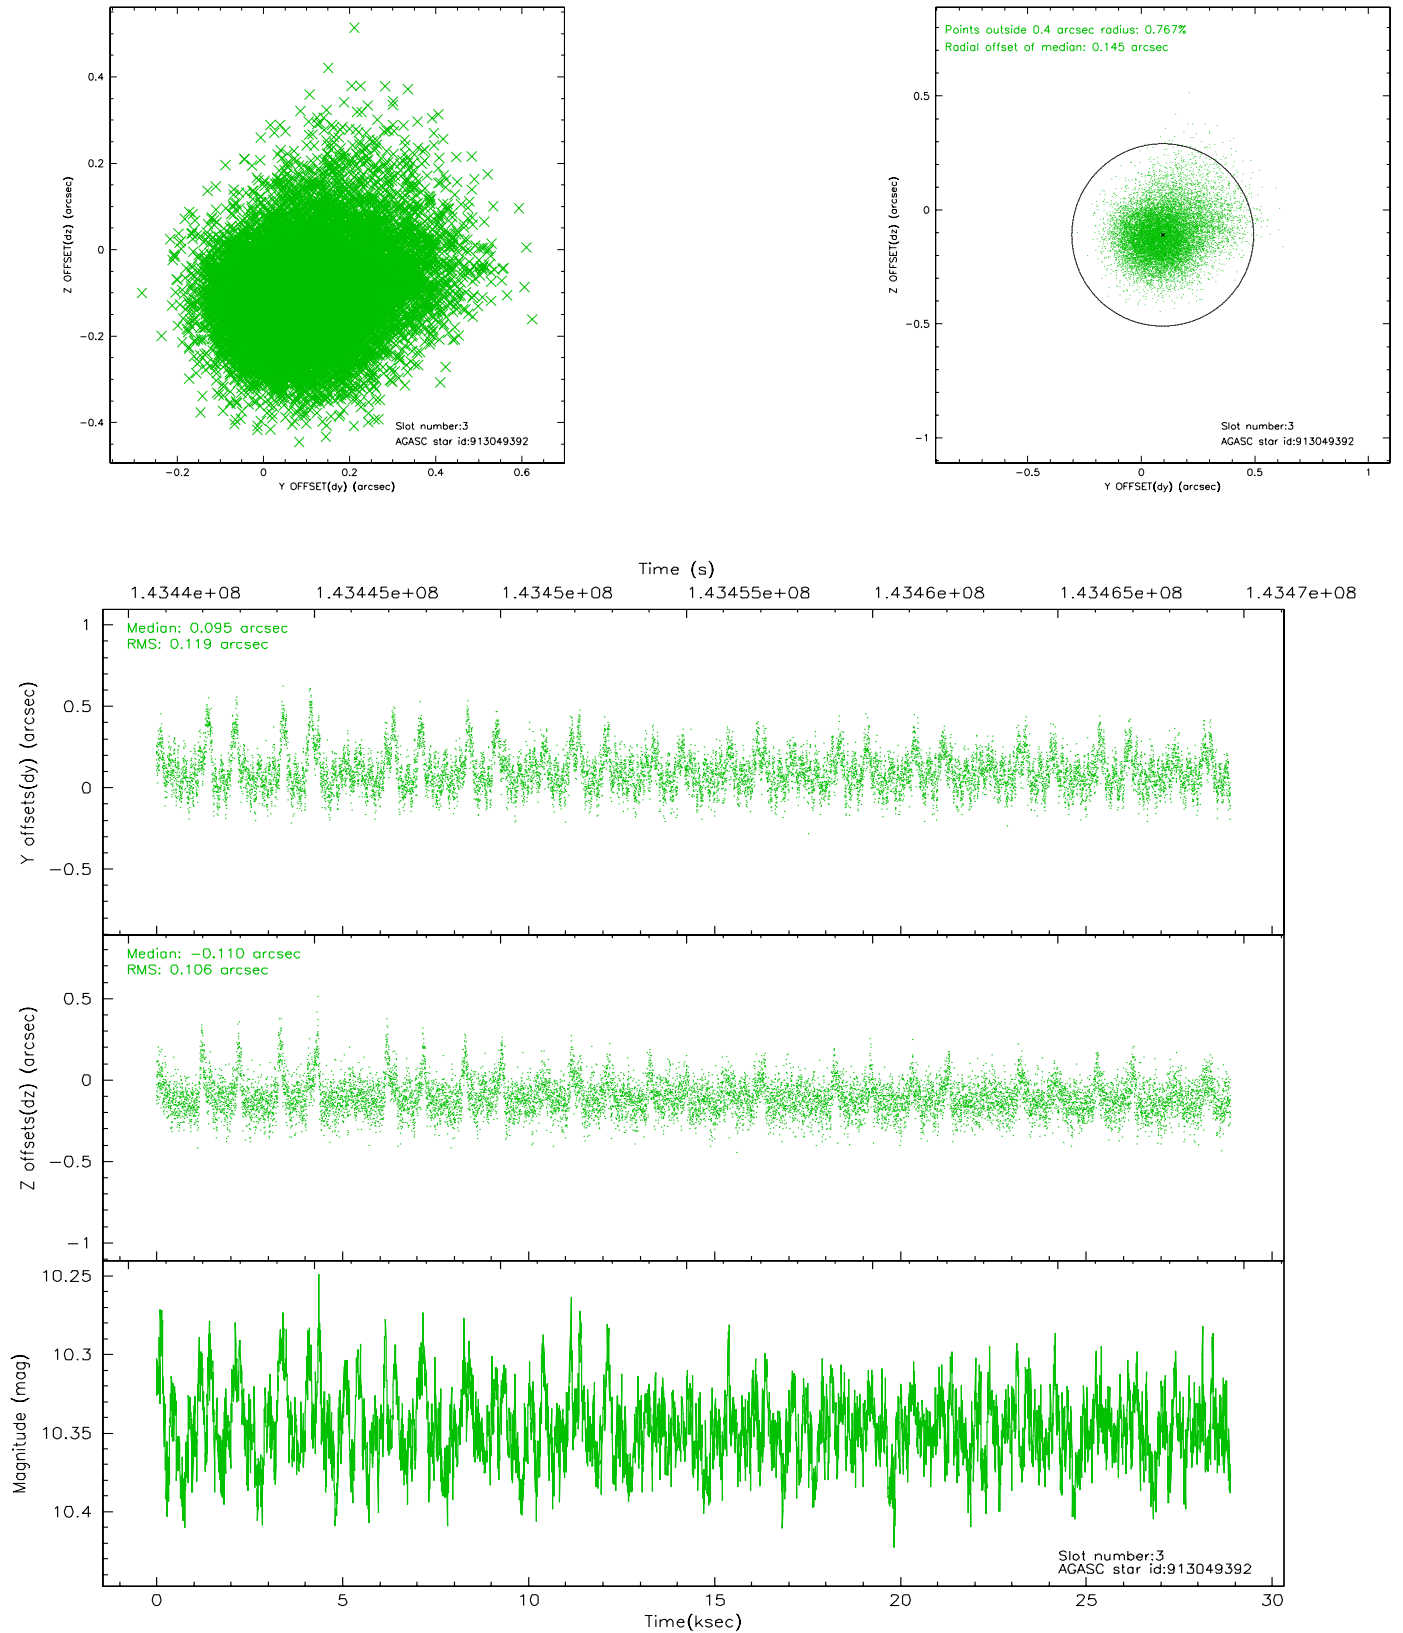 0.4
0.2
0
−0.2
−0.4
Z OFFSET(dz) (arcsec)
Slot number:3
AGASC star id:913049392
−0.2
0
0.2
0.4
0.6
Y OFFSET(dy) (arcsec)
Points outside 0.4 arcsec radius: 0.767%
Radial offset of median: 0.145 arcsec
0.5
0
−0.5
−1
Z OFFSET(dz) (arcsec)
Slot number:3
AGASC star id:913049392
−0.5
0
0.5
1
Y OFFSET(dy) (arcsec)
Time (s)
1.4344e+08
1.43445e+08
1.4345e+08
1.43455e+08
1.4346e+08
1.43465e+08
1.4347e+08
Median: 0.095 arcsec
RMS: 0.119 arcsec
1
0.5
0
−0.5
Y offsets(dy) (arcsec)
Median: −0.110 arcsec
RMS: 0.106 arcsec
0.5
0
−0.5
−1
Z offsets(dz) (arcsec)
10.25
10.3
10.35
10.4
Magnitude (mag)
Slot number:3
AGASC star id:913049392
0
5
10
15
20
25
30
Time(ksec)